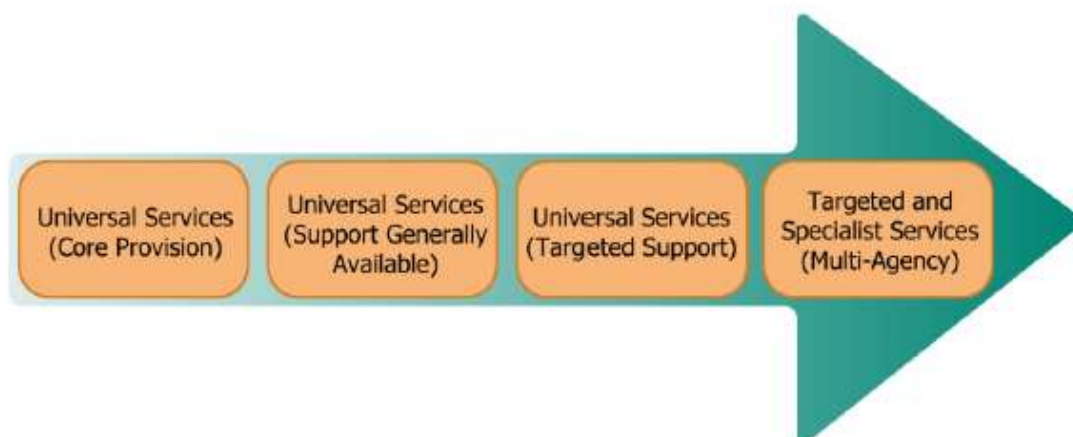 Universal Services
(Core Provision)
Universal Services
(Support Generally
Available)
Universal Services
(Targeted Support)
Targeted and
Specialist Services
(Multi-Agency)